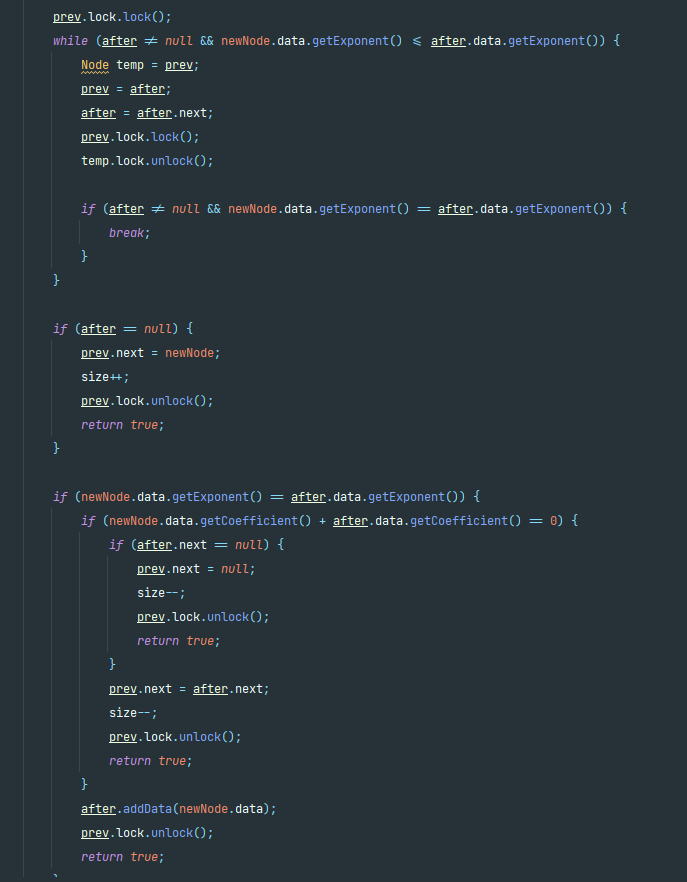 prev.lock.lock();
while (after ≠ null && newNode.data.getExponent() ⩽ after.data.getExponent()) {
Node temp = prev;
prev = after;
after = after.next;
prev.lock.lock();
temp.lock.unlock();
if (after ≠ null && newNode.data.getExponent() == after.data.getExponent()) {
break;
}
}
if (after == null) {
prev.next = newNode;
size++;
prev.lock.unlock();
return true;
}
if (newNode.data.getExponent() == after.data.getExponent()) {
if (newNode.data.getCoefficient() + after.data.getCoefficient() == 0) {
if (after.next == null) {
prev.next = null;
size--;
prev.lock.unlock();
return true;
}
prev.next = after.next;
size--;
prev.lock.unlock();
return true;
}
after.addData(newNode.data);
prev.lock.unlock();
return true;